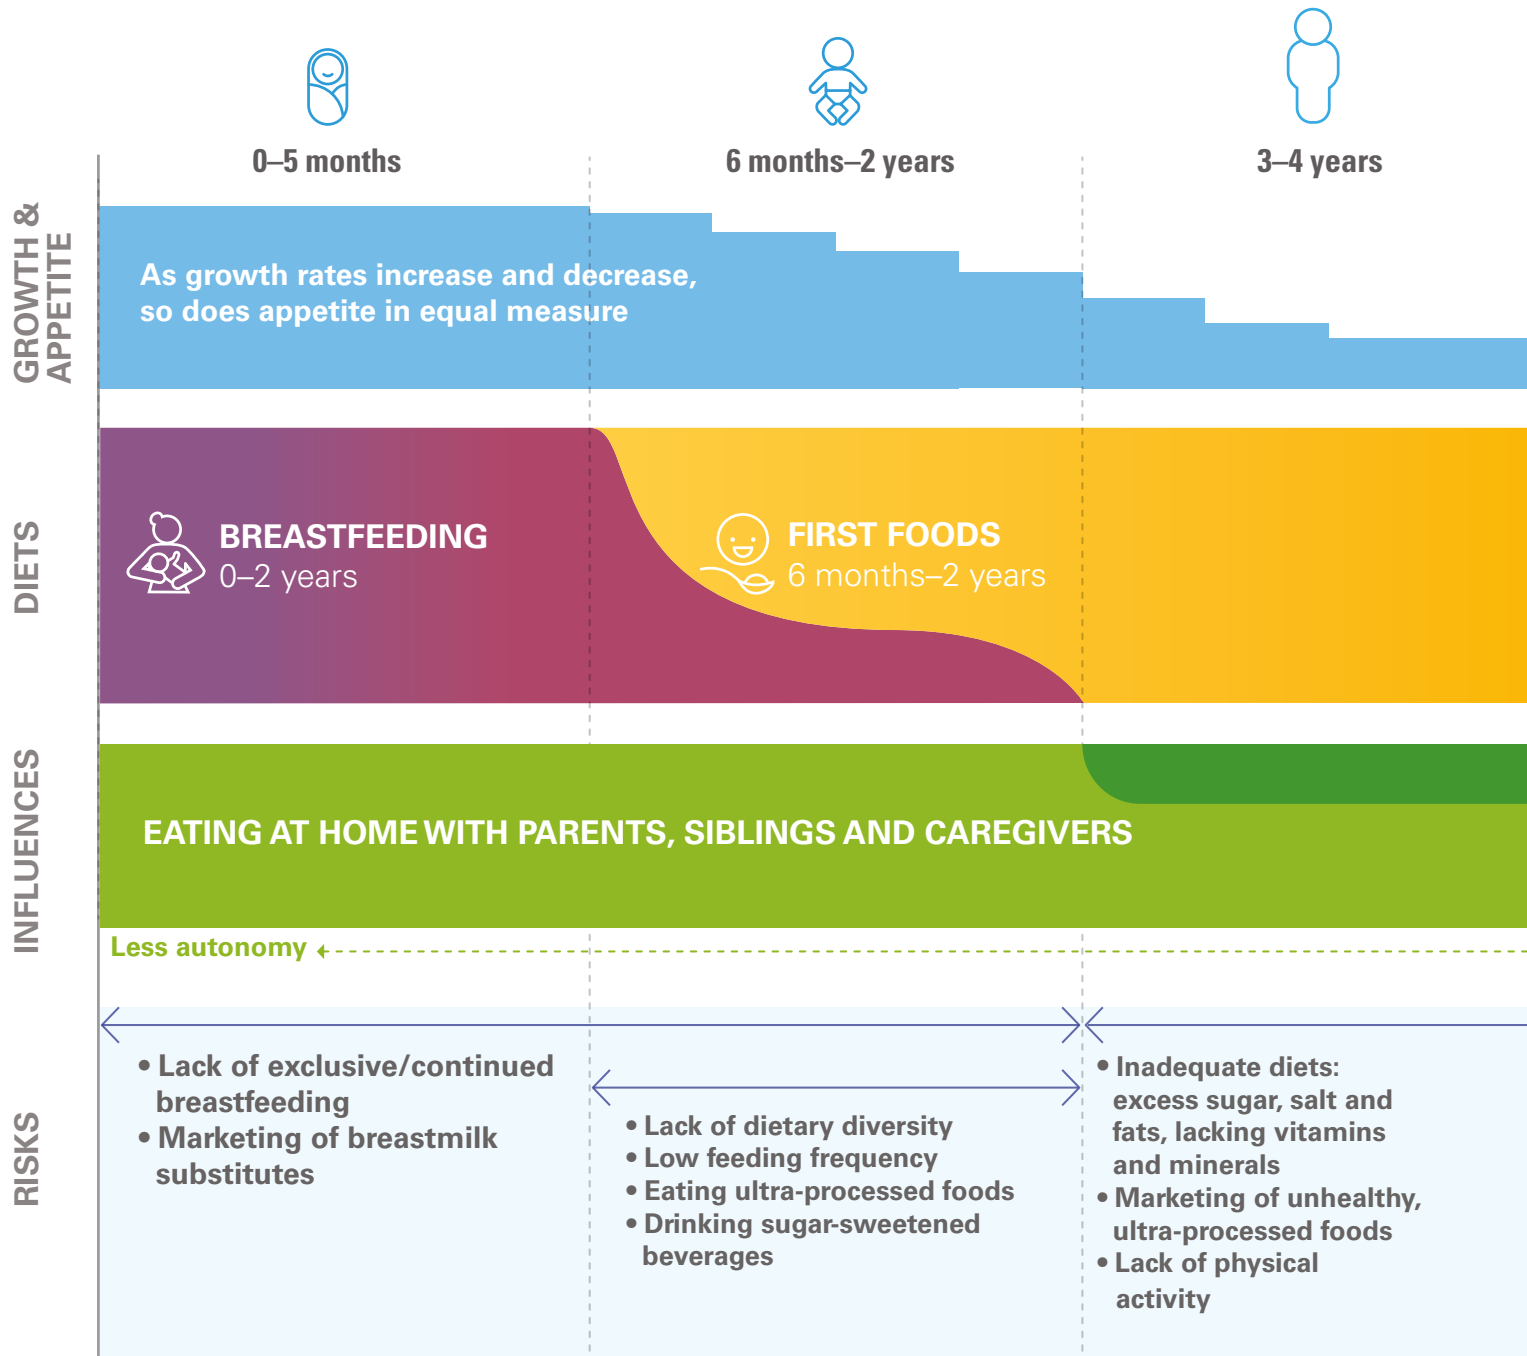 0–5 months
6 months–2 years
3–4 years
GROWTH &
APPETITE
As growth rates increase and decrease,
so does appetite in equal measure
DIETS
BREASTFEEDING
0–2 years
FIRST FOODS
6 months–2 years
INFLUENCES
EATING AT HOME WITH PARENTS, SIBLINGS AND CAREGIVERS
Less autonomy
RISKS
• Lack of exclusive/continued
breastfeeding
• Marketing of breastmilk
substitutes
• Lack of dietary diversity
• Low feeding frequency
• Eating ultra-processed foods
• Drinking sugar-sweetened
beverages
• Inadequate diets:
excess sugar, salt and
fats, lacking vitamins
and minerals
• Marketing of unhealthy,
ultra-processed foods
• Lack of physical
activity